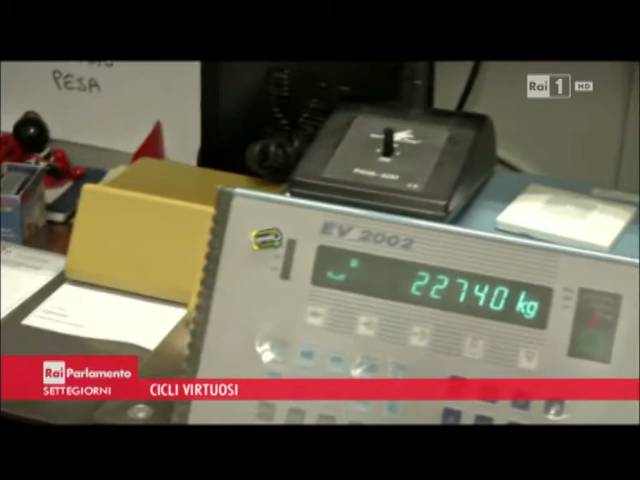 PESA
Rai 1 HD
EV 2002
22740 kg
Rai Parlamento
SETTEGIORNI
CICLI VIRTUOSI